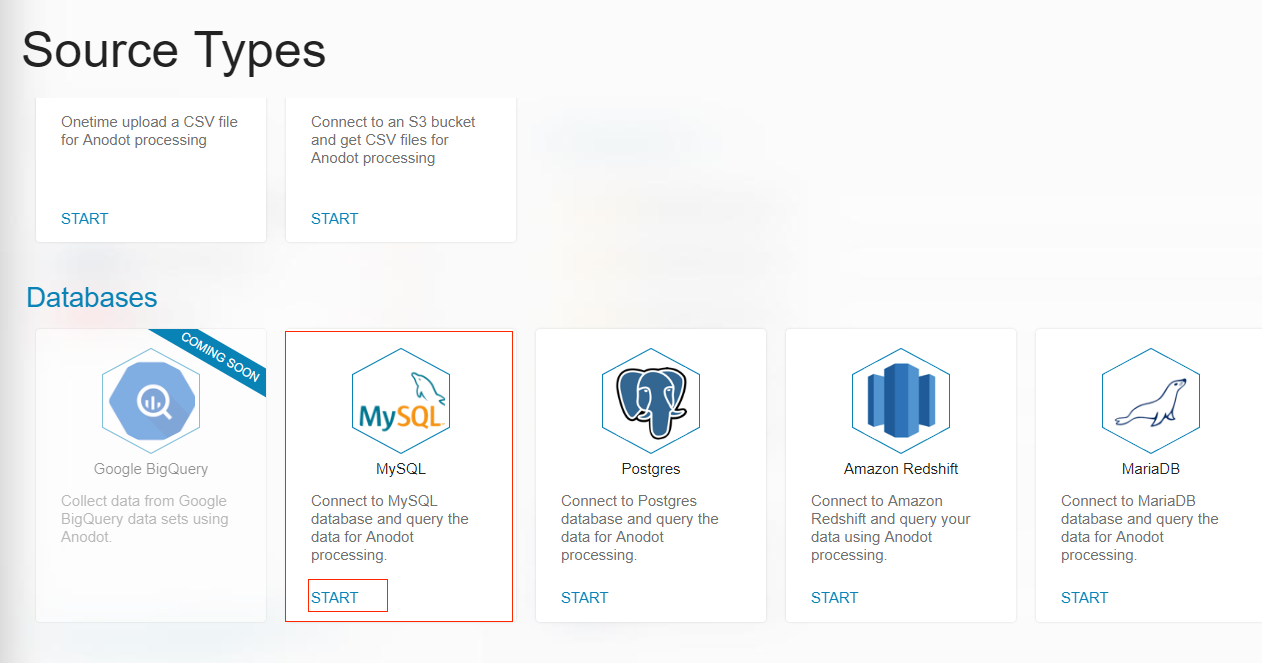 Source Types
Onetime upload a CSV file
for Anodot processing
START
Connect to an S3 bucket
and get CSV files for
Anodot processing
START
Databases
COMING SOON
Google BigQuery
Collect data from Google
BigQuery data sets using
Anodot.
MySQL
MySQL
Connect to MySQL
database and query the
data for Anodot
processing.
START
Postgres
Connect to Postgres
database and query the
data for Anodot
processing.
START
Amazon Redshift
Connect to Amazon
Redshift and query your
data using Anodot
processing.
START
MariaDB
Connect to MariaDB
database and query the
data for Anodot
processing.
START